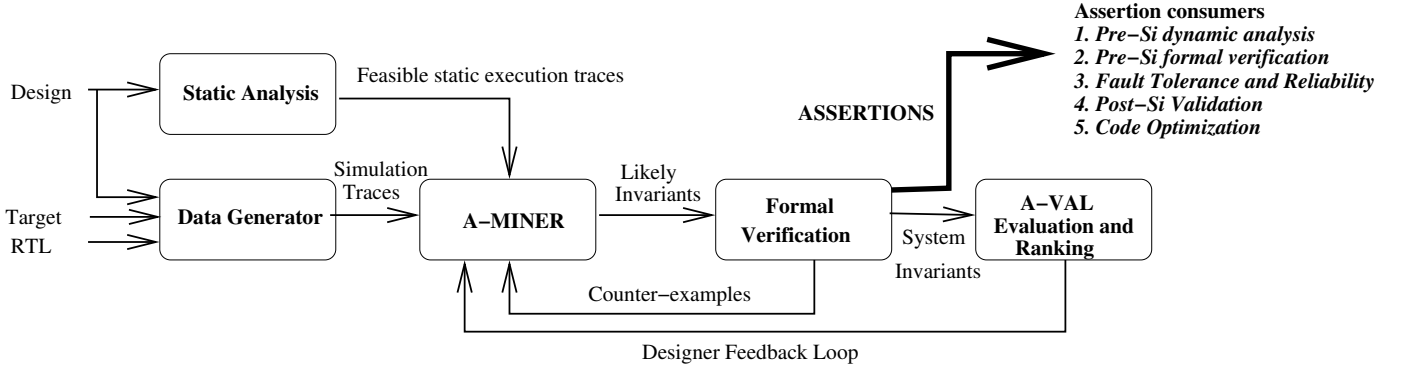 Assertion consumers
1. Pre−Si dynamic analysis
2. Pre−Si formal verification
3. Fault Tolerance and Reliability
4. Post−Si Validation
5. Code Optimization
ASSERTIONS
Design
Static Analysis
Feasible static execution traces
Target
RTL
Data Generator
Simulation
Traces
A−MINER
Likely
Invariants
Formal
Verification
System
Invariants
A−VAL
Evaluation and
Ranking
Counter−examples
Designer Feedback Loop